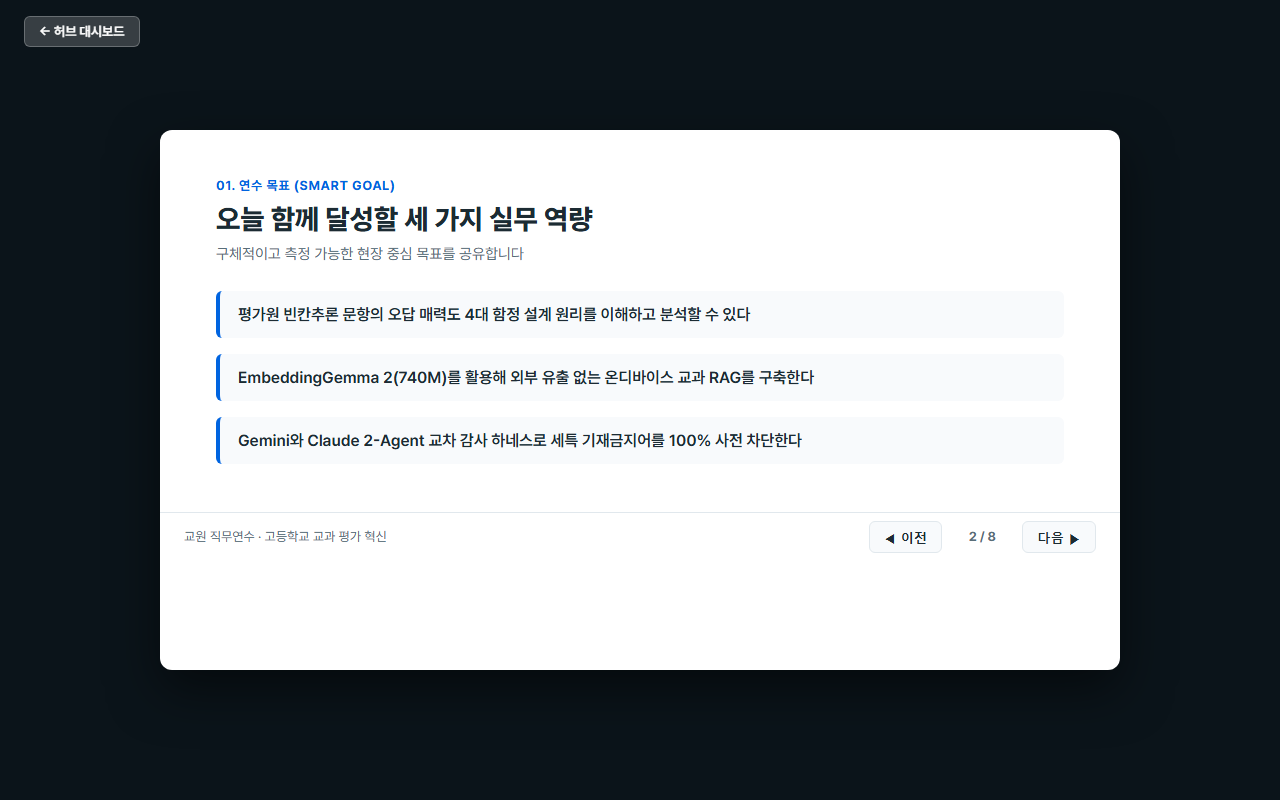 ← 허브 대시보드
01. 연수 목표 (SMART GOAL)
오늘 함께 달성할 세 가지 실무 역량
구체적이고 측정 가능한 현장 중심 목표를 공유합니다
평가원 빈칸추론 문항의 오답 매력도 4대 함정 설계 원리를 이해하고 분석할 수 있다
EmbeddingGemma 2(740M)를 활용해 외부 유출 없는 온디바이스 교과 RAG를 구축한다
Gemini와 Claude 2-Agent 교차 감사 하네스로 세특 기재금지어를 100% 사전 차단한다
교원 직무연수 · 고등학교 교과 평가 혁신
◀ 이전
2 / 8
다음 ▶